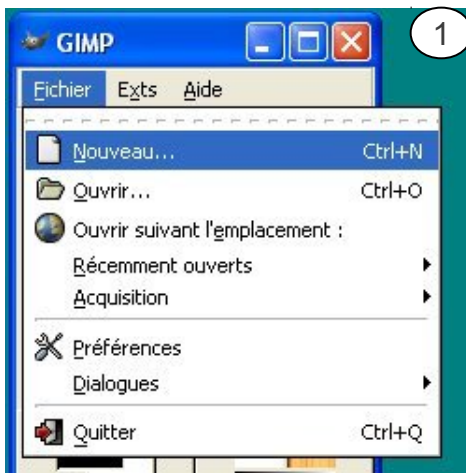 GIMP
1
Fichier Exts Aide
Nouveau... Ctrl+N
Ouvrir... Ctrl+O
Ouvrir suivant l'emplacement :
Récemment ouverts
Acquisition
Préférences
Dialogues
Quitter Ctrl+Q